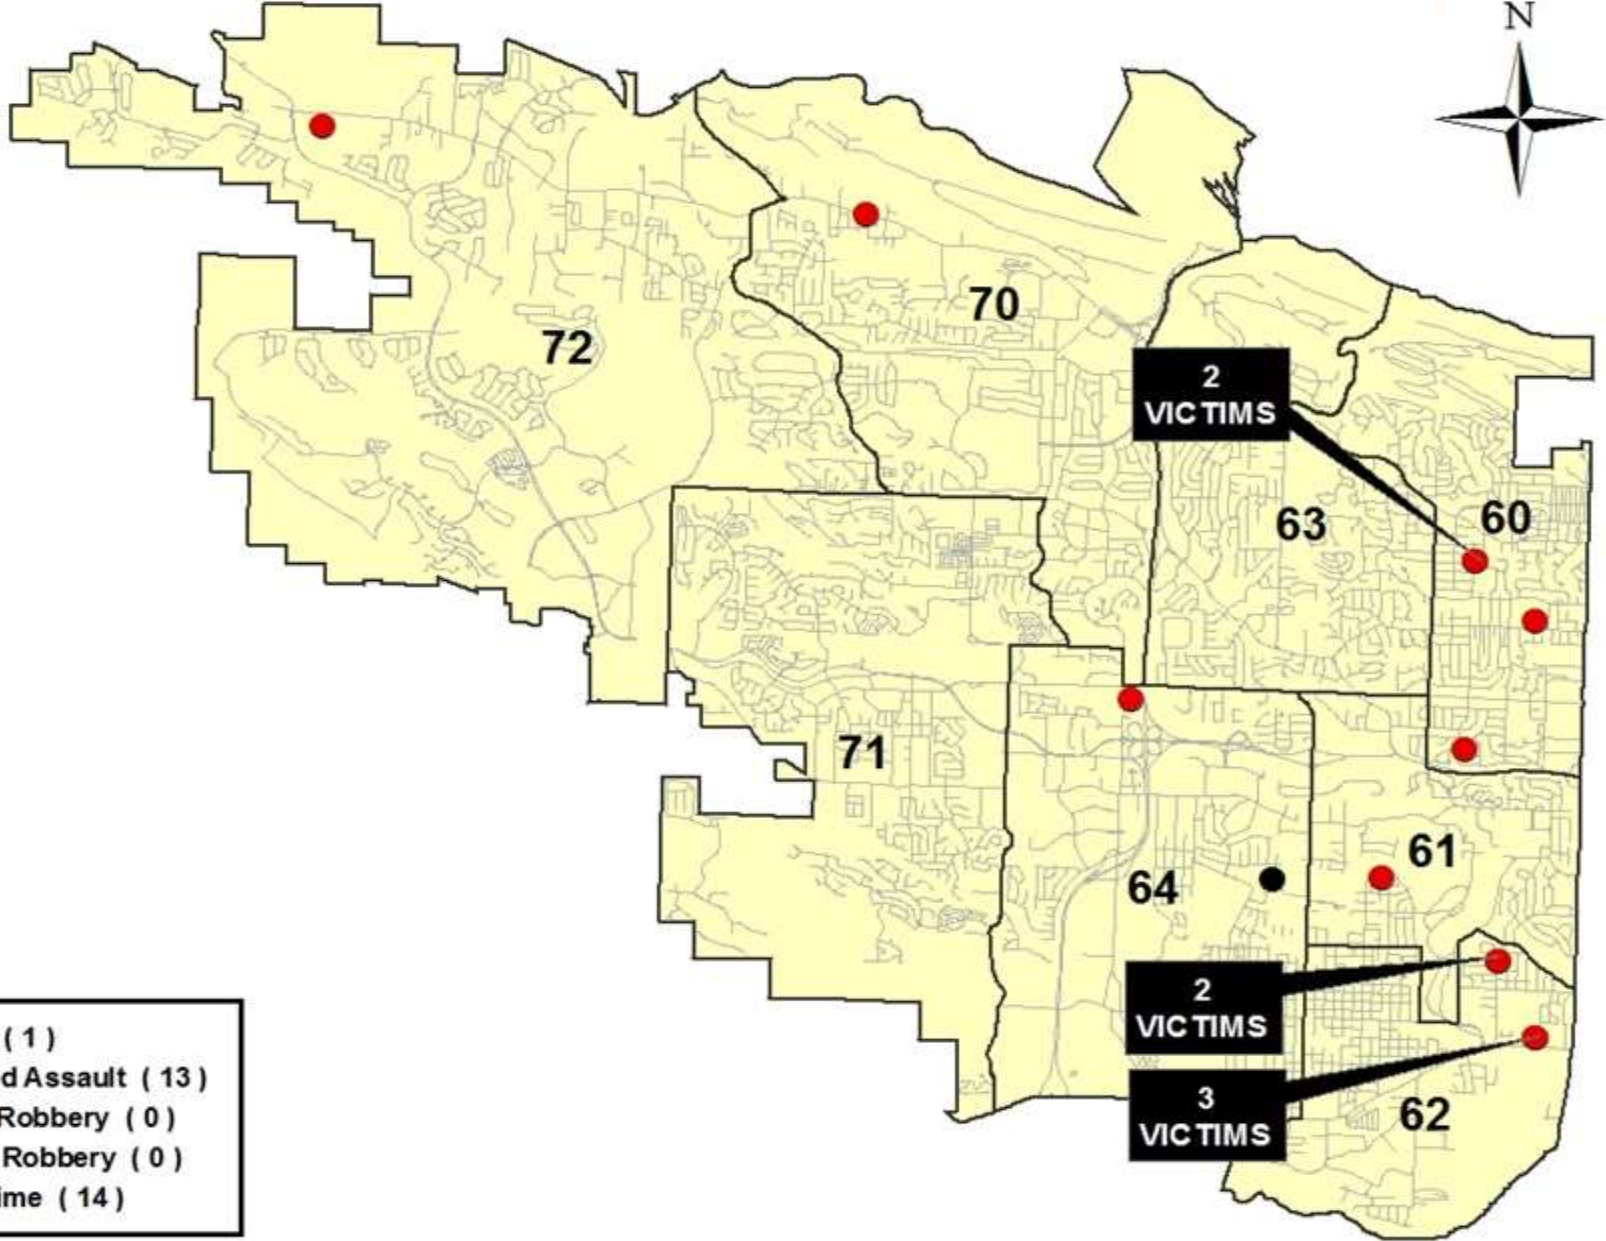 N
72
70
2
VICTIMS
63
60
71
61
64
2
VICTIMS
3
VICTIMS
62
( 1 )
d Assault ( 13 )
Robbery ( 0 )
Robbery ( 0 )
ime ( 14 )